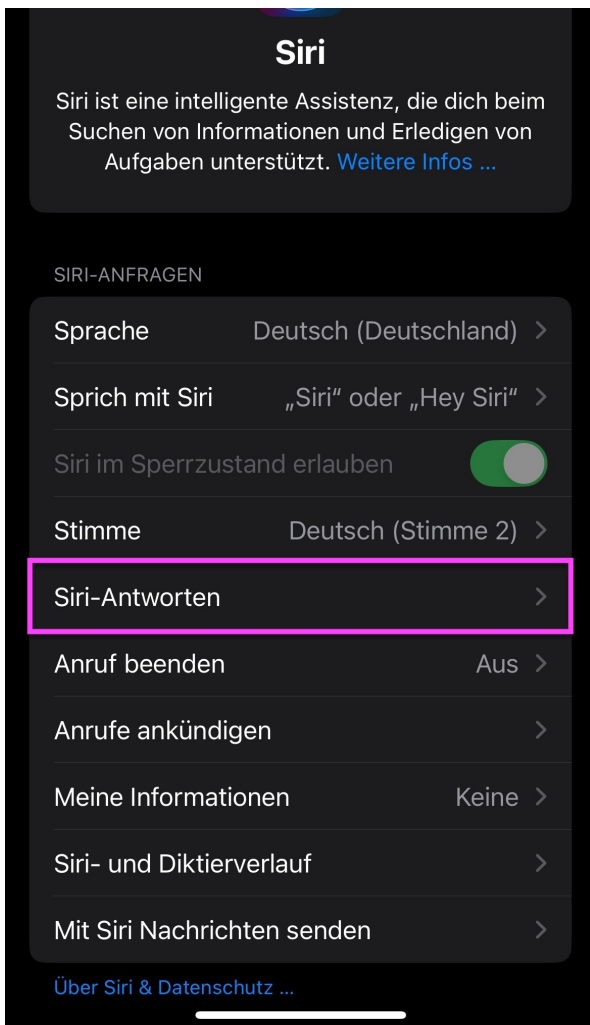 Siri
Siri ist eine intelligente Assistenz, die dich beim
Suchen von Informationen und Erledigen von
Aufgaben unterstützt. Weitere Infos ...
SIRI-ANFRAGEN
Sprache Deutsch (Deutschland)
Sprich mit Siri „Siri“ oder „Hey Siri“
Siri im Sperrzustand erlauben
Stimme Deutsch (Stimme 2)
Siri-Antworten
Anruf beenden Aus
Anrufe ankündigen
Meine Informationen Keine
Siri- und Diktierverlauf
Mit Siri Nachrichten senden
Über Siri & Datenschutz ...